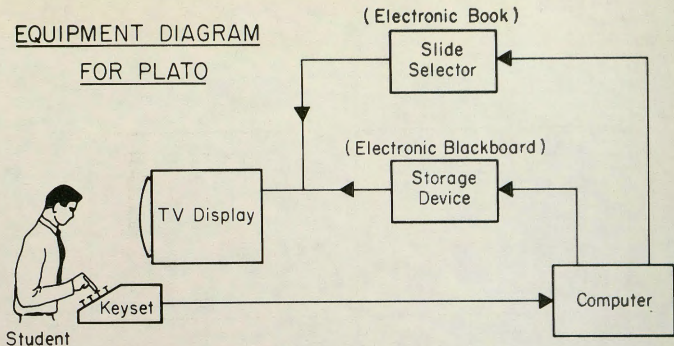 EQUIPMENT DIAGRAM
FOR PLATO
(Electronic Book)
Slide
Selector
(Electronic Blackboard)
Storage
Device
TV Display
Keyset
Computer
Student